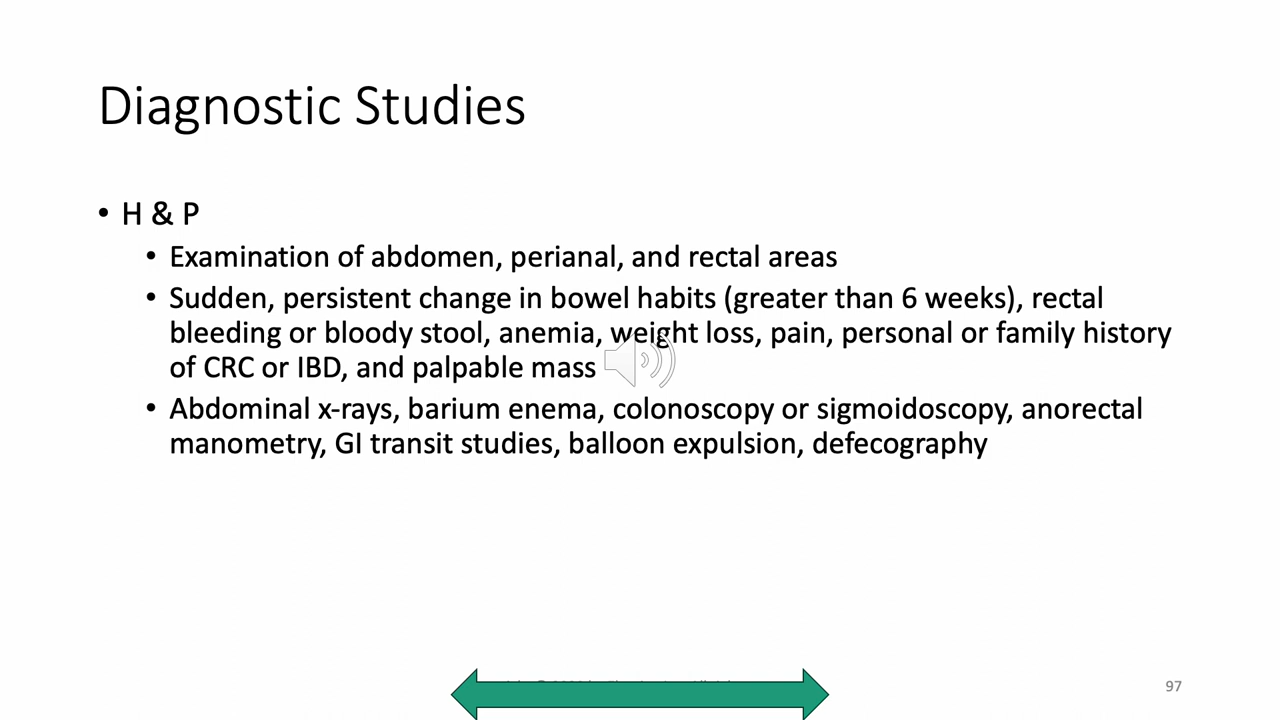 Diagnostic Studies
• H & P
• Examination of abdomen, perianal, and rectal areas
• Sudden, persistent change in bowel habits (greater than 6 weeks), rectal
bleeding or bloody stool, anemia, weight loss, pain, personal or family history
of CRC or IBD, and palpable mass
• Abdominal x-rays, barium enema, colonoscopy or sigmoidoscopy, anorectal
manometry, GI transit studies, balloon expulsion, defecography
97